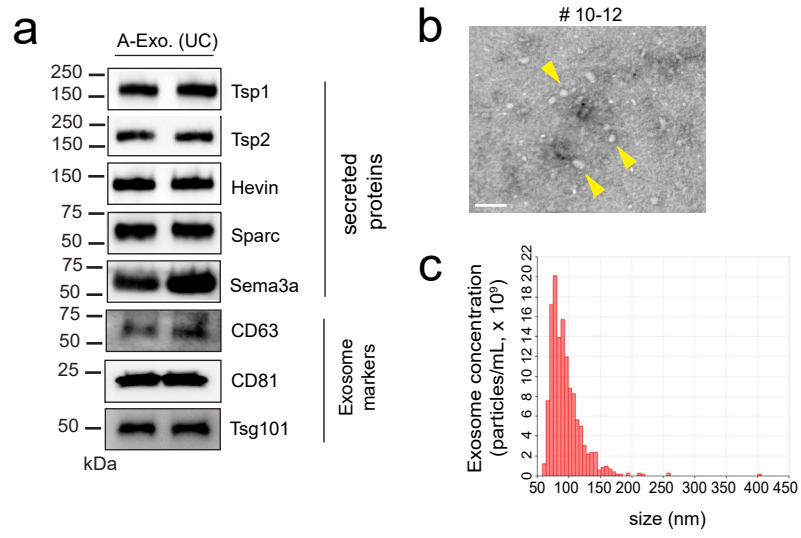 a
A-Exo. (UC)
250
150
Tsp1
250
150
Tsp2
150
Hevin
75
50
Sparc
75
50
Sema3a
secreted
proteins
75
50
CD63
25
CD81
50
Tsg101
Exosome
markers
kDa
b
# 10-12
c
Exosome concentration
(particles/mL, x 10⁹)
22
20
18
16
14
12
10
8
6
4
2
0
50 100 150 200 250 300 350 400 450
size (nm)